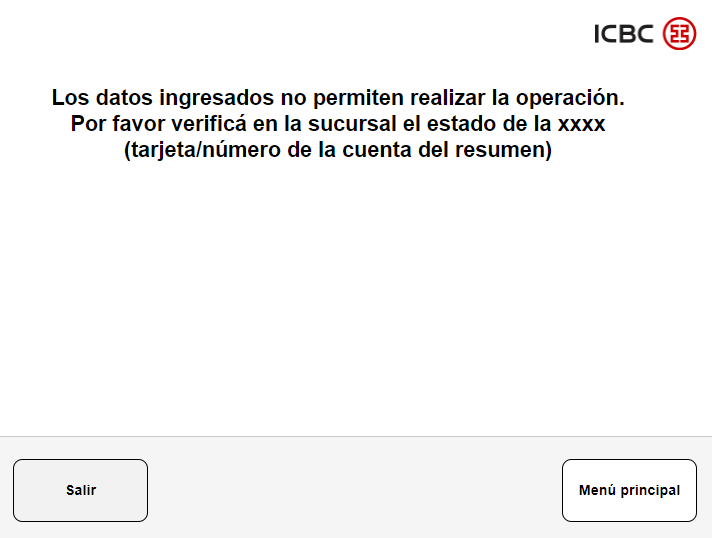 ICBC
Los datos ingresados no permiten realizar la operación.
Por favor verificá en la sucursal el estado de la xxxx
(tarjeta/número de la cuenta del resumen)
Salir
Menú principal